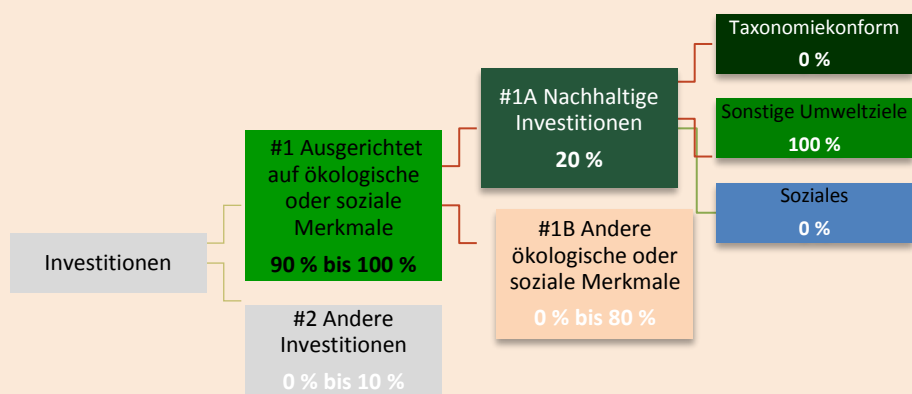 Investitionen
#1 Ausgerichtet
auf ökologische
oder soziale
Merkmale
90 % bis 100 %
#2 Andere
Investitionen
0 % bis 10 %
#1A Nachhaltige
Investitionen
20 %
#1B Andere
ökologische oder
soziale Merkmale
0 % bis 80 %
Taxonomiekonform
0 %
Sonstige Umweltziele
100 %
Soziales
0 %